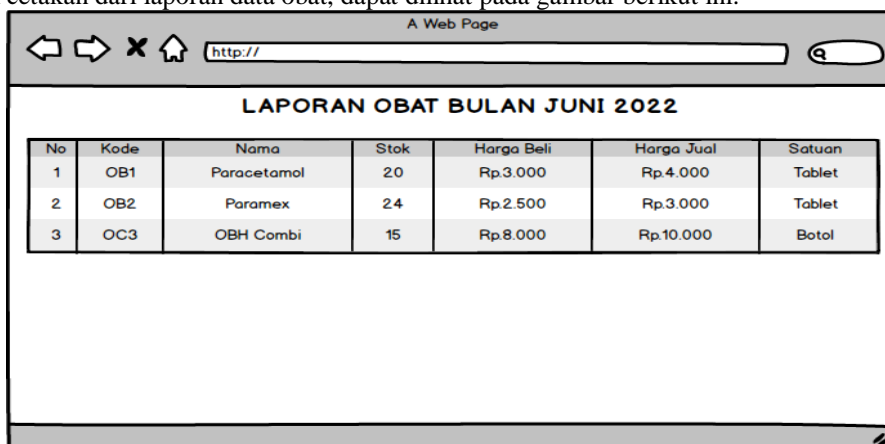 cetakan dari laporan data obat, dapat dilihat pada gambar berikut ini.
A Web Page
http://
LAPORAN OBAT BULAN JUNI 2022
No Kode Nama Stok Harga Beli Harga Jual Satuan
1 OB1 Paracetamol 20 Rp.3.000 Rp.4.000 Tablet
2 OB2 Paramex 24 Rp.2.500 Rp.3.000 Tablet
3 OC3 OBH Combi 15 Rp.8.000 Rp.10.000 Botol